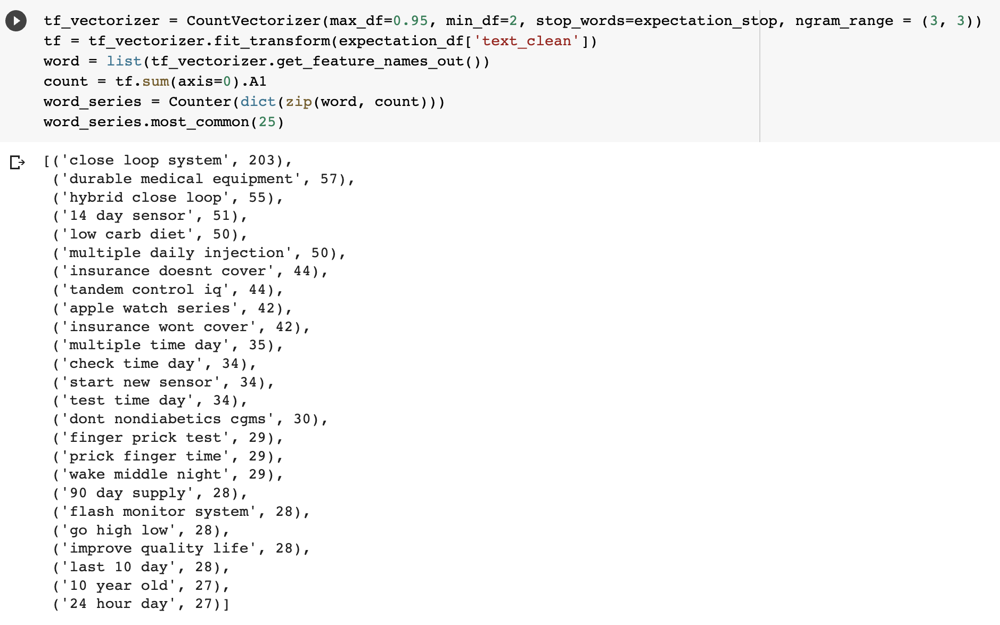 tf_vectorizer = CountVectorizer(max_df=0.95, min_df=2, stop_words=expectation_stop, ngram_range = (3, 3))
tf = tf_vectorizer.fit_transform(expectation_df['text_clean'])
word = list(tf_vectorizer.get_feature_names_out())
count = tf.sum(axis=0).A1
word_series = Counter(dict(zip(word, count)))
word_series.most_common(25)
[('close loop system', 203),
('durable medical equipment', 57),
('hybrid close loop', 55),
('14 day sensor', 51),
('low carb diet', 50),
('multiple daily injection', 50),
('insurance doesnt cover', 44),
('tandem control iq', 44),
('apple watch series', 42),
('insurance wont cover', 42),
('multiple time day', 35),
('check time day', 34),
('start new sensor', 34),
('test time day', 34),
('dont nondiabetics cgms', 30),
('finger prick test', 29),
('prick finger time', 29),
('wake middle night', 29),
('90 day supply', 28),
('flash monitor system', 28),
('go high low', 28),
('improve quality life', 28),
('last 10 day', 28),
('10 year old', 27),
('24 hour day', 27)]